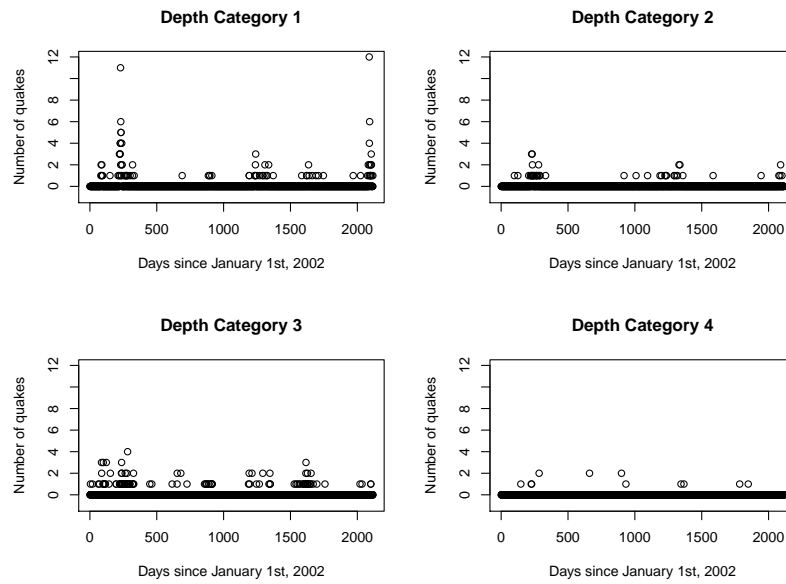 Depth Category 1
Number of quakes
0 2 4 6 8 12
0 500 1000 1500 2000
Days since January 1st, 2002
Depth Category 2
Number of quakes
0 2 4 6 8 12
0 500 1000 1500 2000
Days since January 1st, 2002
Depth Category 3
Number of quakes
0 2 4 6 8 12
0 500 1000 1500 2000
Days since January 1st, 2002
Depth Category 4
Number of quakes
0 2 4 6 8 12
0 500 1000 1500 2000
Days since January 1st, 2002